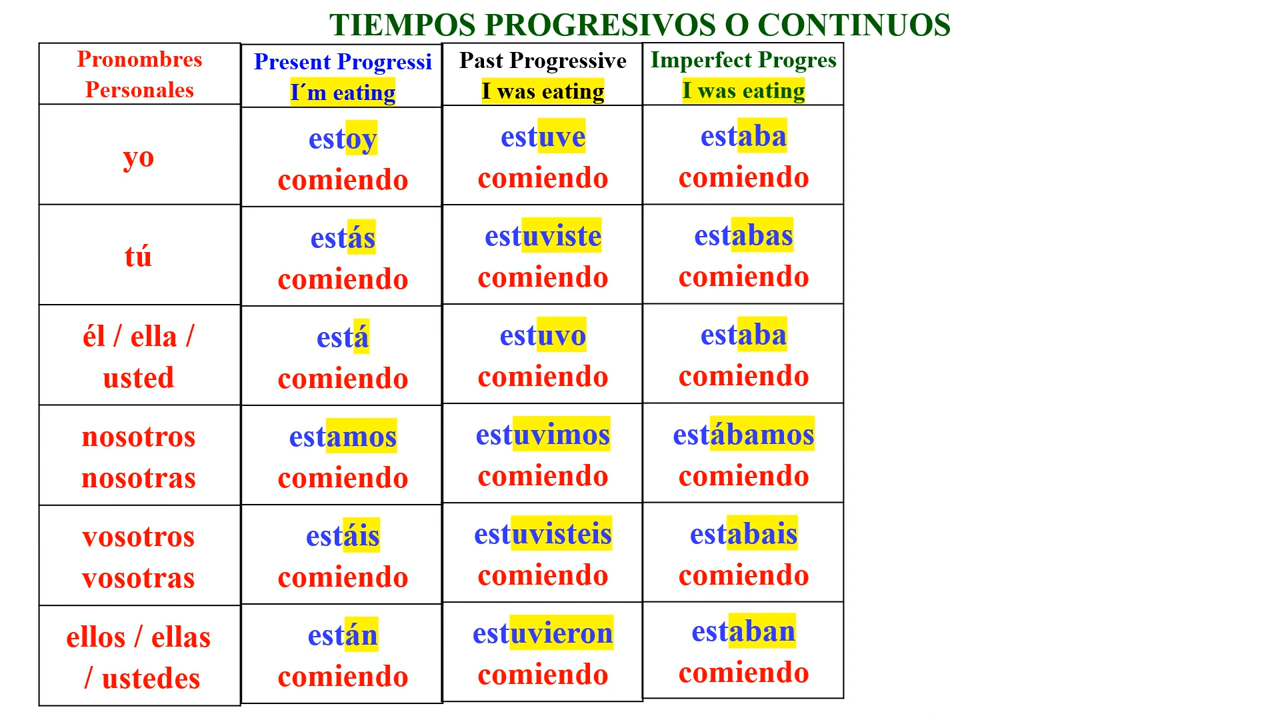 TIEMPOS PROGRESIVOS O CONTINUOS
Pronombres
Personales
Present Progressi
I´m eating
Past Progressive
I was eating
Imperfect Progres
I was eating
yo
estoy
comiendo
estuve
comiendo
estaba
comiendo
tú
estás
comiendo
estuviste
comiendo
estabas
comiendo
él / ella /
usted
está
comiendo
estuvo
comiendo
estaba
comiendo
nosotros
nosotras
estamos
comiendo
estuvimos
comiendo
estábamos
comiendo
vosotros
vosotras
estáis
comiendo
estuvisteis
comiendo
estabais
comiendo
ellos / ellas
/ ustedes
están
comiendo
estuvieron
comiendo
estaban
comiendo